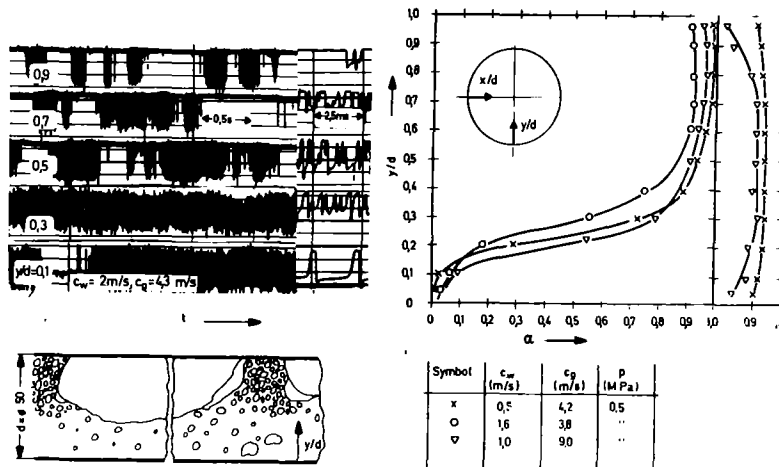 0,9
0,7
0,5s
2,5ms
0,5
0,3
y/d=0,1
c_w = 2m/s, c_g = 4,3 m/s
t
d = 50
y/d
y/d
1,0
0,9
0,8
0,7
0,6
0,5
0,4
0,3
0,2
0,1
0
x/d
y/d
0 0,1 0,2 0,3 0,4 0,5 0,6 0,7 0,8 0,9 1,0 0,9
α
Symbol c_w (m/s) c_g (m/s) p (MPa)
x 0,5 4,2 0,5
o 1,6 3,8 "
▽ 1,0 9,0 "